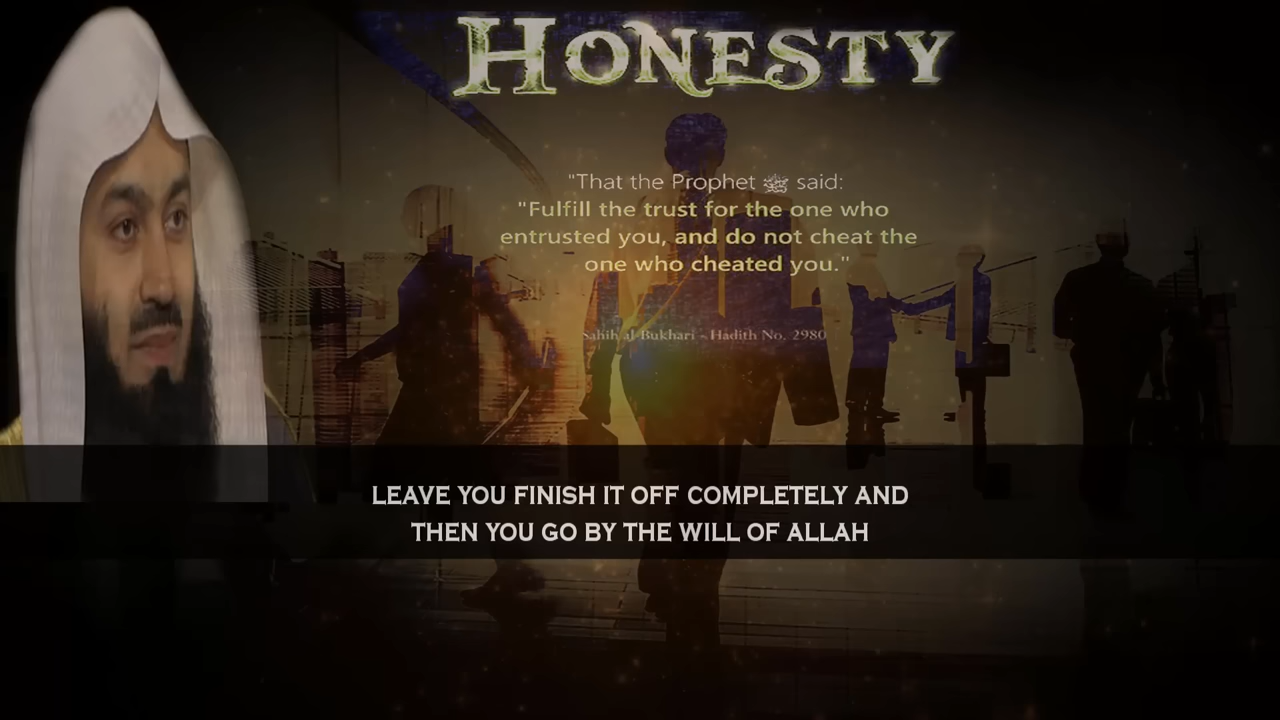 HONESTY
"That the Prophet ﷺ said:
"Fulfill the trust for the one who
entrusted you, and do not cheat the
one who cheated you."
Sahih al-Bukhari - Hadith No. 2980
LEAVE YOU FINISH IT OFF COMPLETELY AND
THEN YOU GO BY THE WILL OF ALLAH